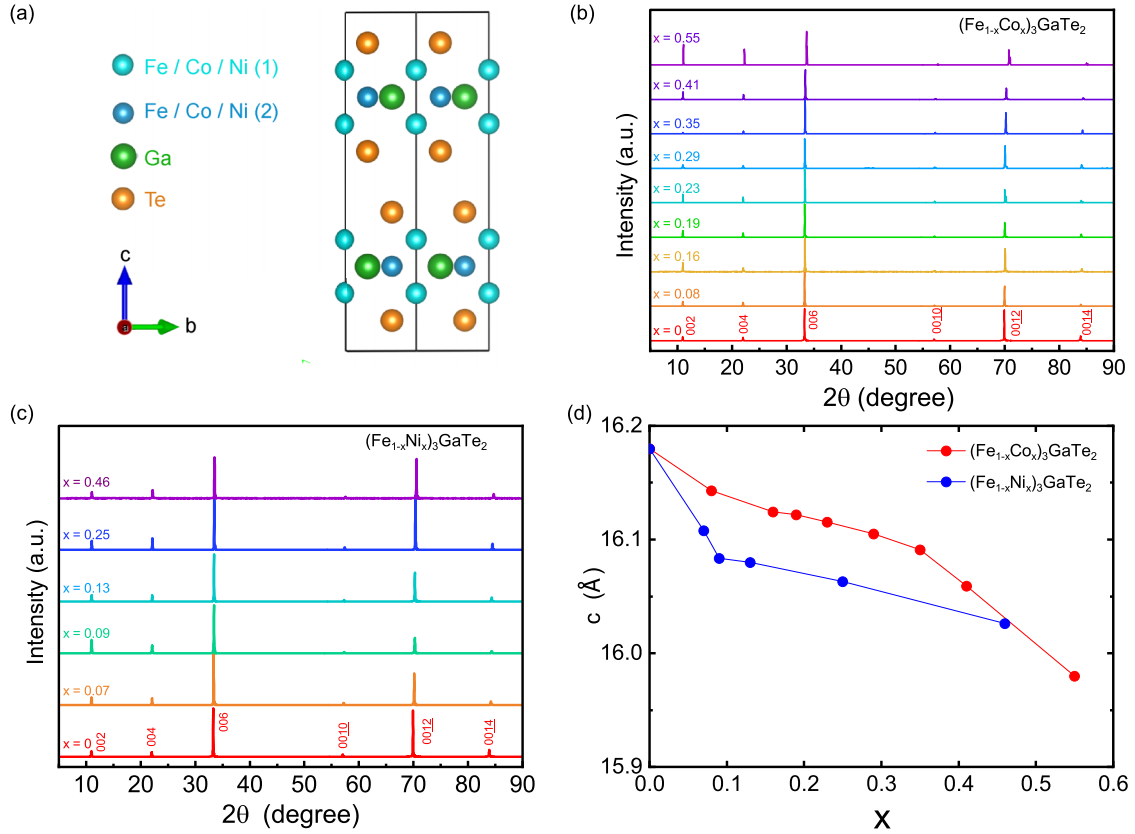 (a)
Fe / Co / Ni (1)
Fe / Co / Ni (2)
Ga
Te
c
a
b
(b)
(Fe₁₋ₓCoₓ)₃GaTe₂
x = 0.55
x = 0.41
x = 0.35
x = 0.29
x = 0.23
x = 0.19
x = 0.16
x = 0.08
x = 0
002
004
006
0010
0012
0014
Intensity (a.u.)
5 10 20 30 40 50 60 70 80 90
2θ (degree)
(c)
(Fe₁₋ₓNiₓ)₃GaTe₂
x = 0.46
x = 0.25
x = 0.13
x = 0.09
x = 0.07
x = 0
002
004
006
0010
0012
0014
Intensity (a.u.)
10 20 30 40 50 60 70 80 90
2θ (degree)
(d)
(Fe₁₋ₓCoₓ)₃GaTe₂
(Fe₁₋ₓNiₓ)₃GaTe₂
16.2
16.1
16.0
15.9
c (Å)
0.0 0.1 0.2 0.3 0.4 0.5 0.6
X